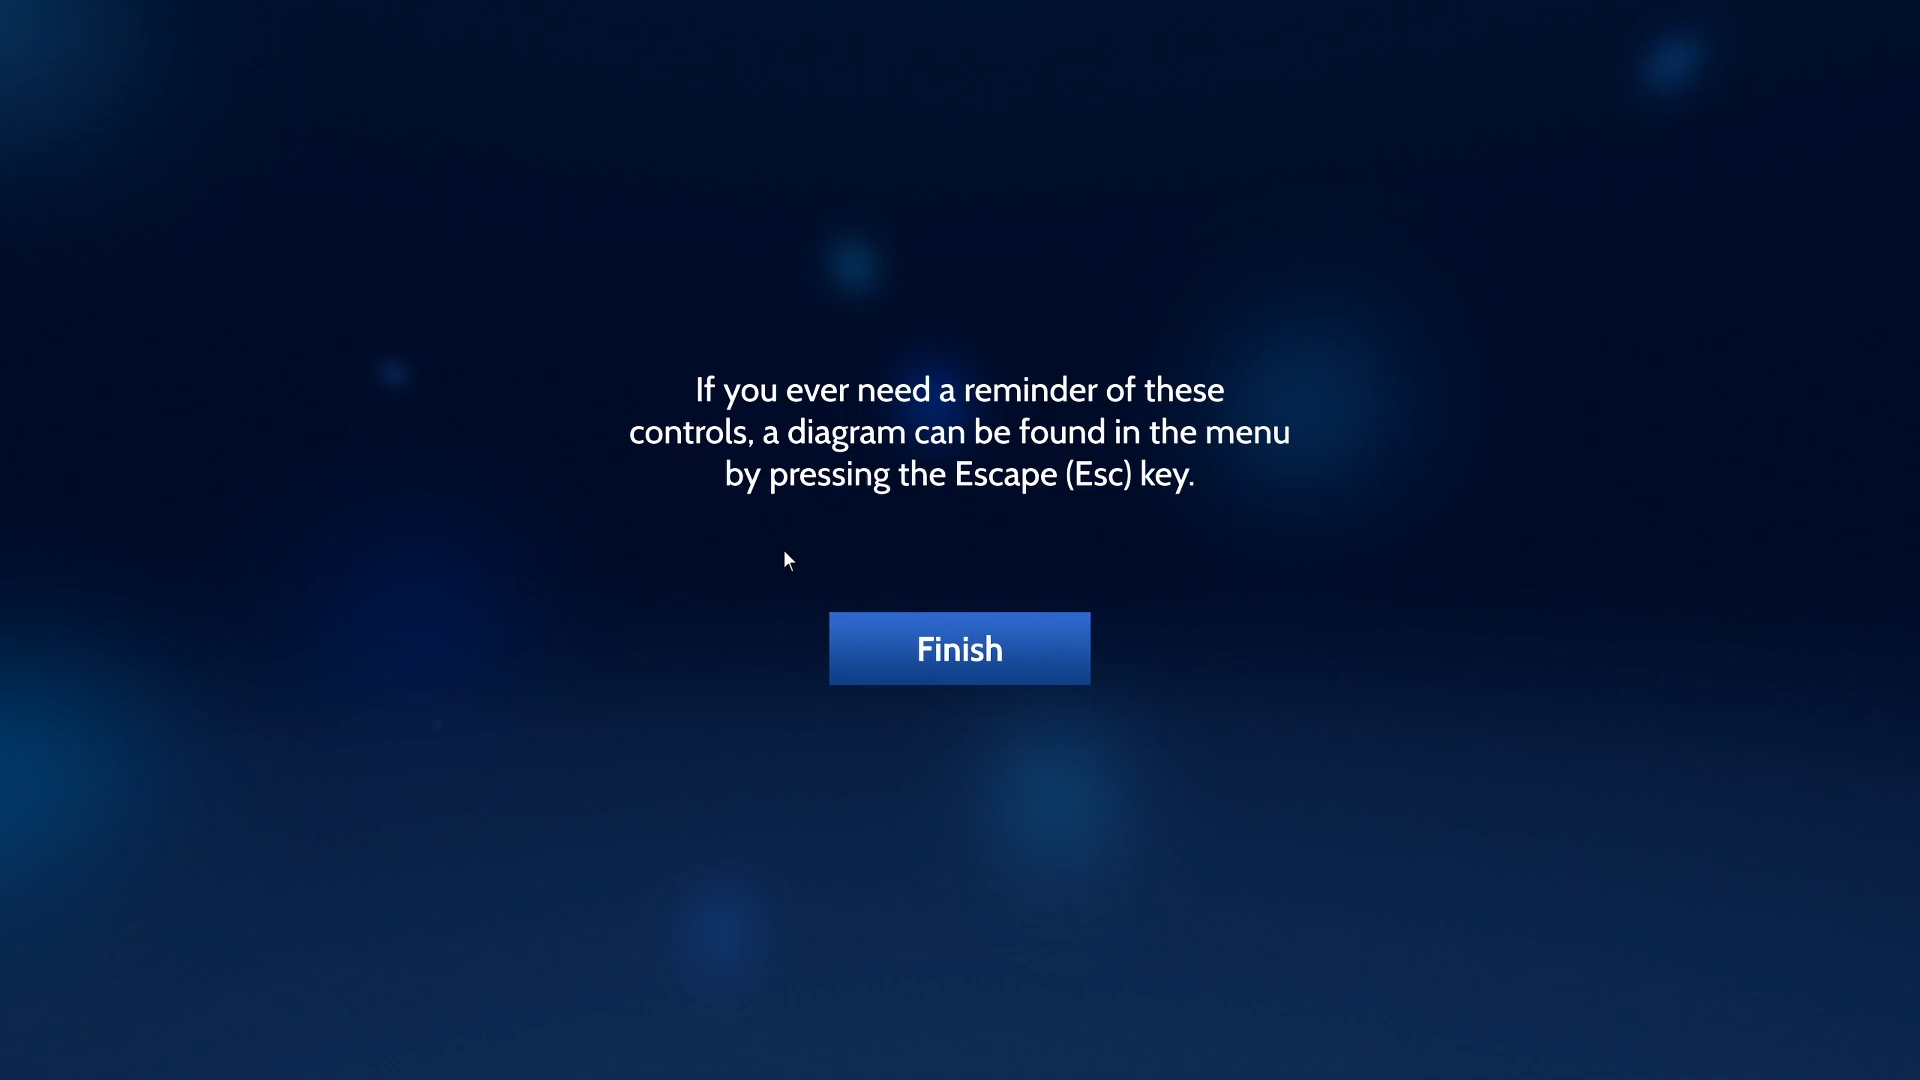 If you ever need a reminder of these
controls, a diagram can be found in the menu
by pressing the Escape (Esc) key.
Finish